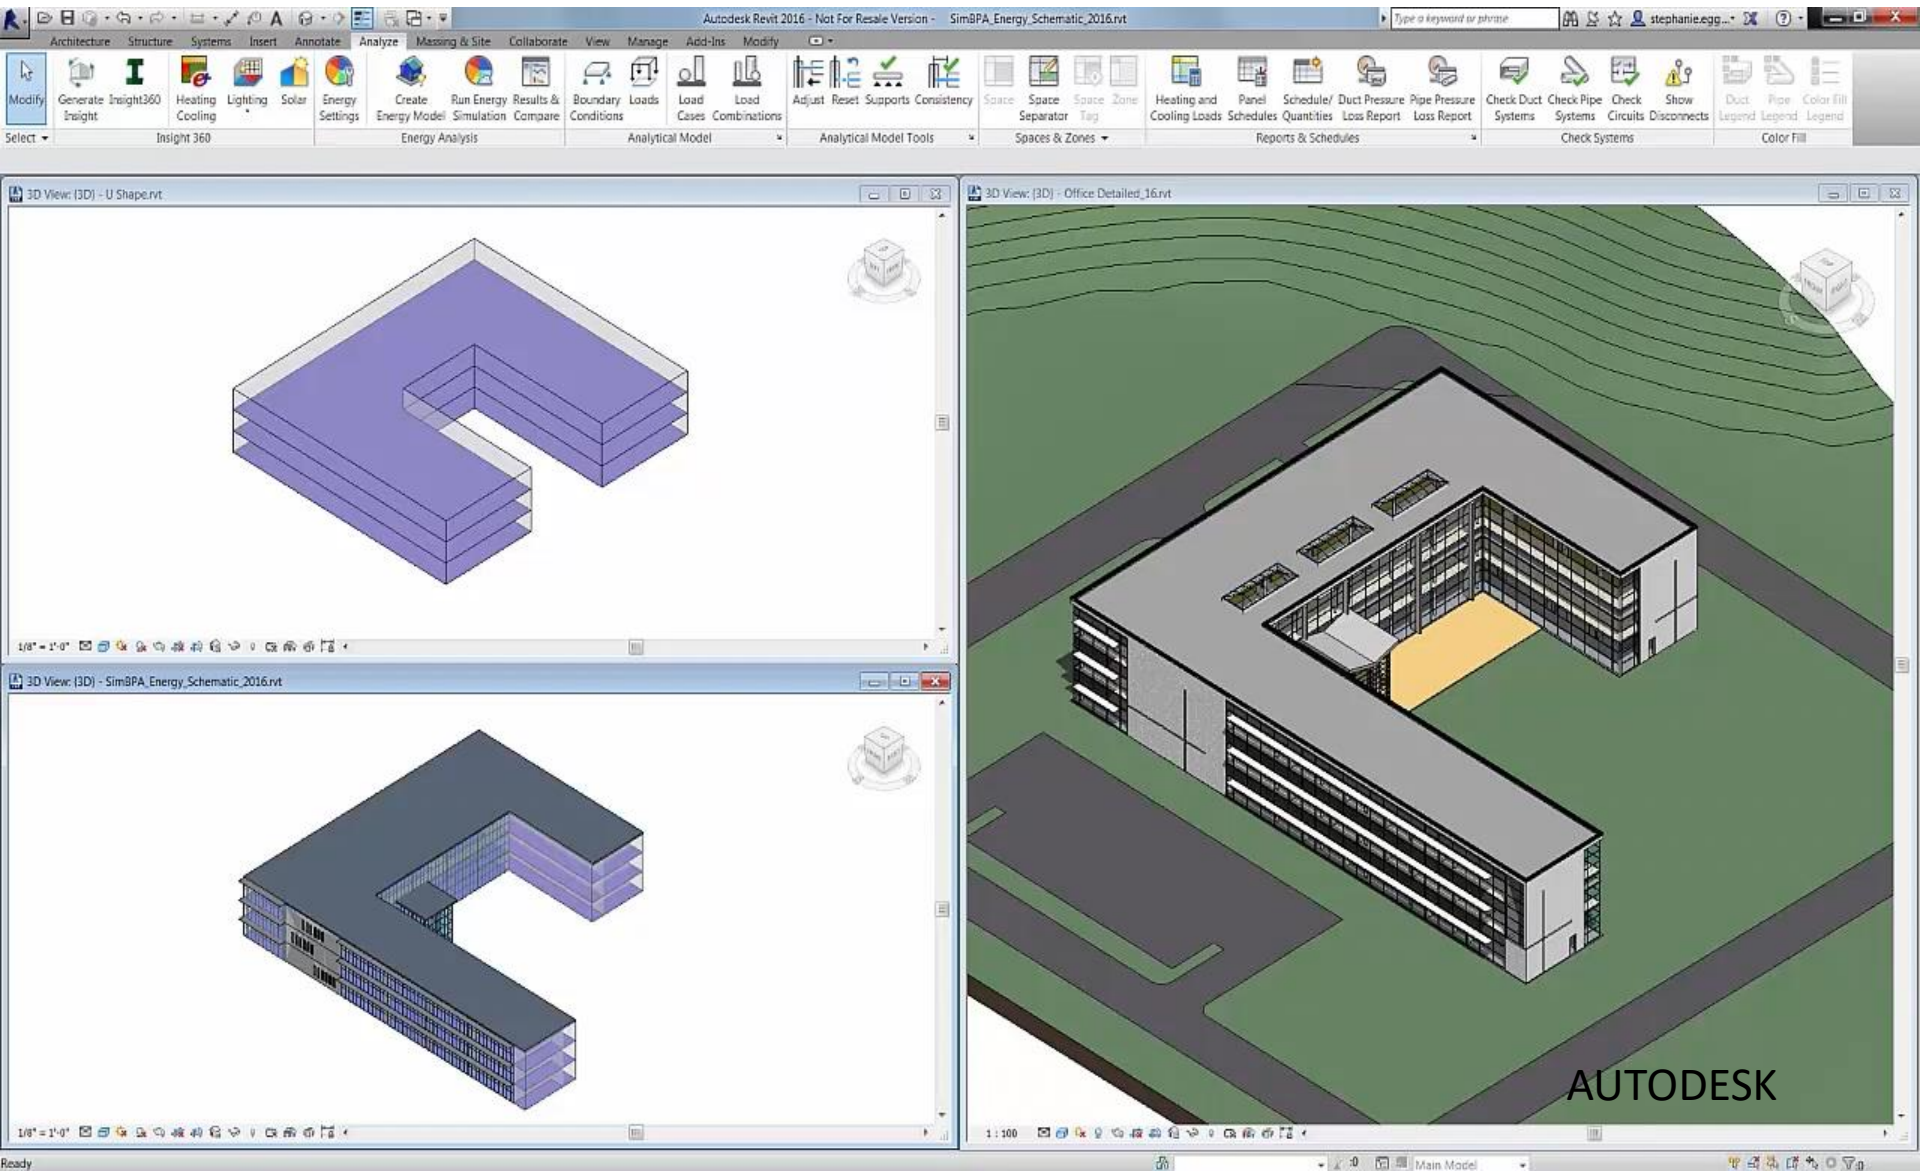 Autodesk Revit 2016 - Not For Resale Version - SimBPA_Energy_Schematic_2016.rvt
Type a keyword or phrase
stephanie.egg...
Architecture Structure Systems Insert Annotate Analyze Massing & Site Collaborate View Manage Add-Ins Modify
Modify Generate Insight Insight360 Heating Cooling Lighting Solar Energy Settings Create Energy Model Run Energy Simulation Results & Compare Boundary Conditions Loads Load Cases Load Combinations Adjust Reset Supports Consistency Space Space Separator Space Tag Zone Heating and Cooling Loads Panel Schedules Schedule/ Quantities Duct Pressure Loss Report Pipe Pressure Loss Report Check Duct Systems Check Pipe Systems Check Circuits Show Disconnects Duct Legend Pipe Legend Color Fill Legend
Select Insight 360 Energy Analysis Analytical Model Analytical Model Tools Spaces & Zones Reports & Schedules Check Systems Color Fill
3D View: {3D} - U Shape.rvt
1/8" = 1'-0"
3D View: {3D} - SimBPA_Energy_Schematic_2016.rvt
1/8" = 1'-0"
3D View: {3D} - Office Detailed_16.rvt
AUTODESK
1 : 100
Ready
:0
Main Model